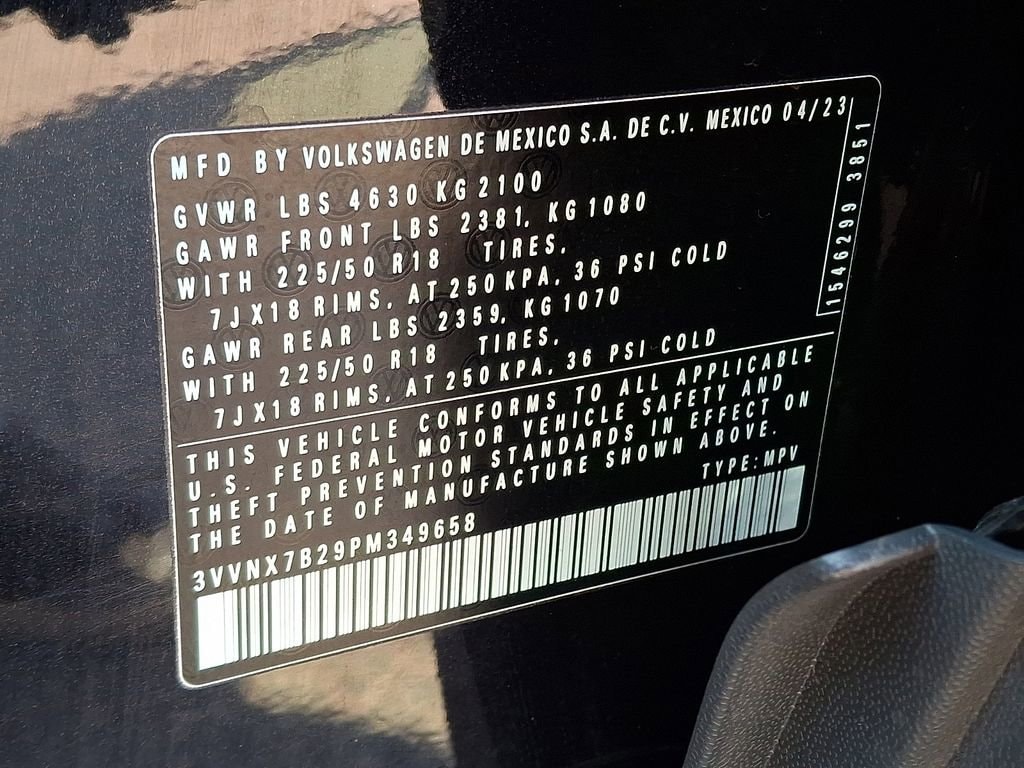 MFD BY VOLKSWAGEN DE MEXICO S.A. DE C.V. MEXICO 04/23
GVWR LBS 4630 KG 2100
GAWR FRONT LBS 2381, KG 1080
WITH 225/50 R18 TIRES,
7JX18 RIMS, AT 250 KPA, 36 PSI COLD
GAWR REAR LBS 2359, KG 1070
WITH 225/50 R18 TIRES,
7JX18 RIMS, AT 250 KPA, 36 PSI COLD
1546299 3851
THIS VEHICLE CONFORMS TO ALL APPLICABLE
U.S. FEDERAL MOTOR VEHICLE SAFETY AND
THEFT PREVENTION STANDARDS IN EFFECT ON
THE DATE OF MANUFACTURE SHOWN ABOVE.
3VVNX7B29PM349658 TYPE:MPV